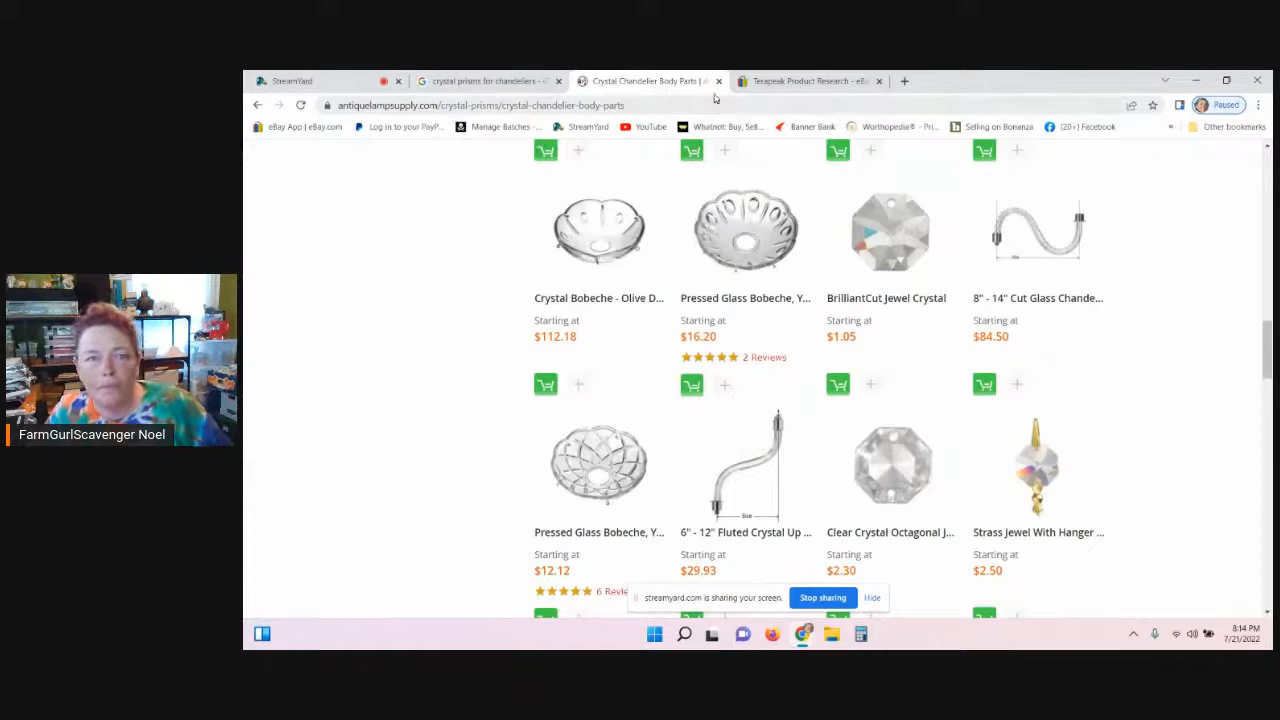 StreamYard
crystal prisms for chandeliers -
Crystal Chandelier Body Parts |
Terapeak Product Research - eB
antiquelampsupply.com/crystal-prisms/crystal-chandelier-body-parts
Paused
eBay App | eBay.com
Log in to your PayP...
Manage Batches -...
StreamYard
YouTube
Whatnot: Buy, Sell...
Banner Bank
Worthopedia® - Pri...
Selling on Bonanza
(20+) Facebook
»
Other bookmarks
Crystal Bobeche - Olive D...
Pressed Glass Bobeche, Y...
BrilliantCut Jewel Crystal
8" - 14" Cut Glass Chande...
Starting at
Starting at
Starting at
Starting at
$112.18
$16.20
$1.05
$84.50
2 Reviews
Size
Pressed Glass Bobeche, Y...
6" - 12" Fluted Crystal Up ...
Clear Crystal Octagonal J...
Strass Jewel With Hanger ...
Starting at
Starting at
Starting at
Starting at
$12.12
$29.93
$2.30
$2.50
6 Revie
streamyard.com is sharing your screen.
Stop sharing
Hide
FarmGurlScavenger Noel
8:14 PM
7/21/2022